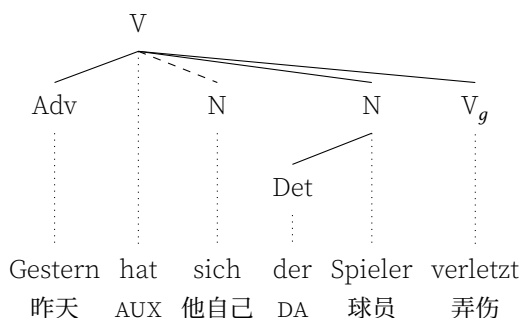 V
Adv N N V_g
Det
Gestern hat sich der Spieler verletzt
昨天 AUX 他自己 DA 球员 弄伤